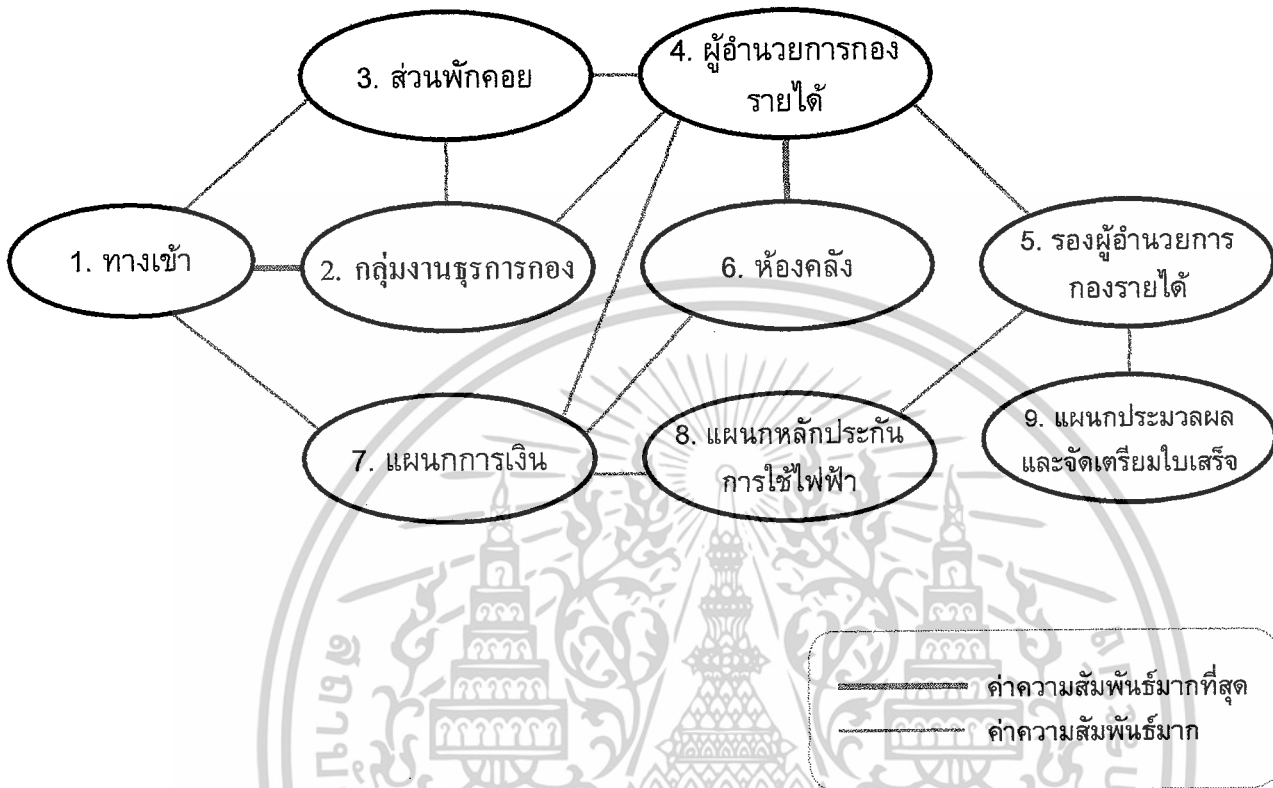 3. ส่วนพักคอย
4. ผู้อำนวยการกอง
รายได้
1. ทางเข้า
2. กลุ่มงานธุรการกอง
6. ห้องคลัง
5. รองผู้อำนวยการ
กองรายได้
7. แผนกการเงิน
8. แผนกหลักประกัน
การใช้ไฟฟ้า
9. แผนกประมวลผล
และจัดเตรียมใบเสร็จ
ค่าความสัมพันธ์มากที่สุด
ค่าความสัมพันธ์มาก